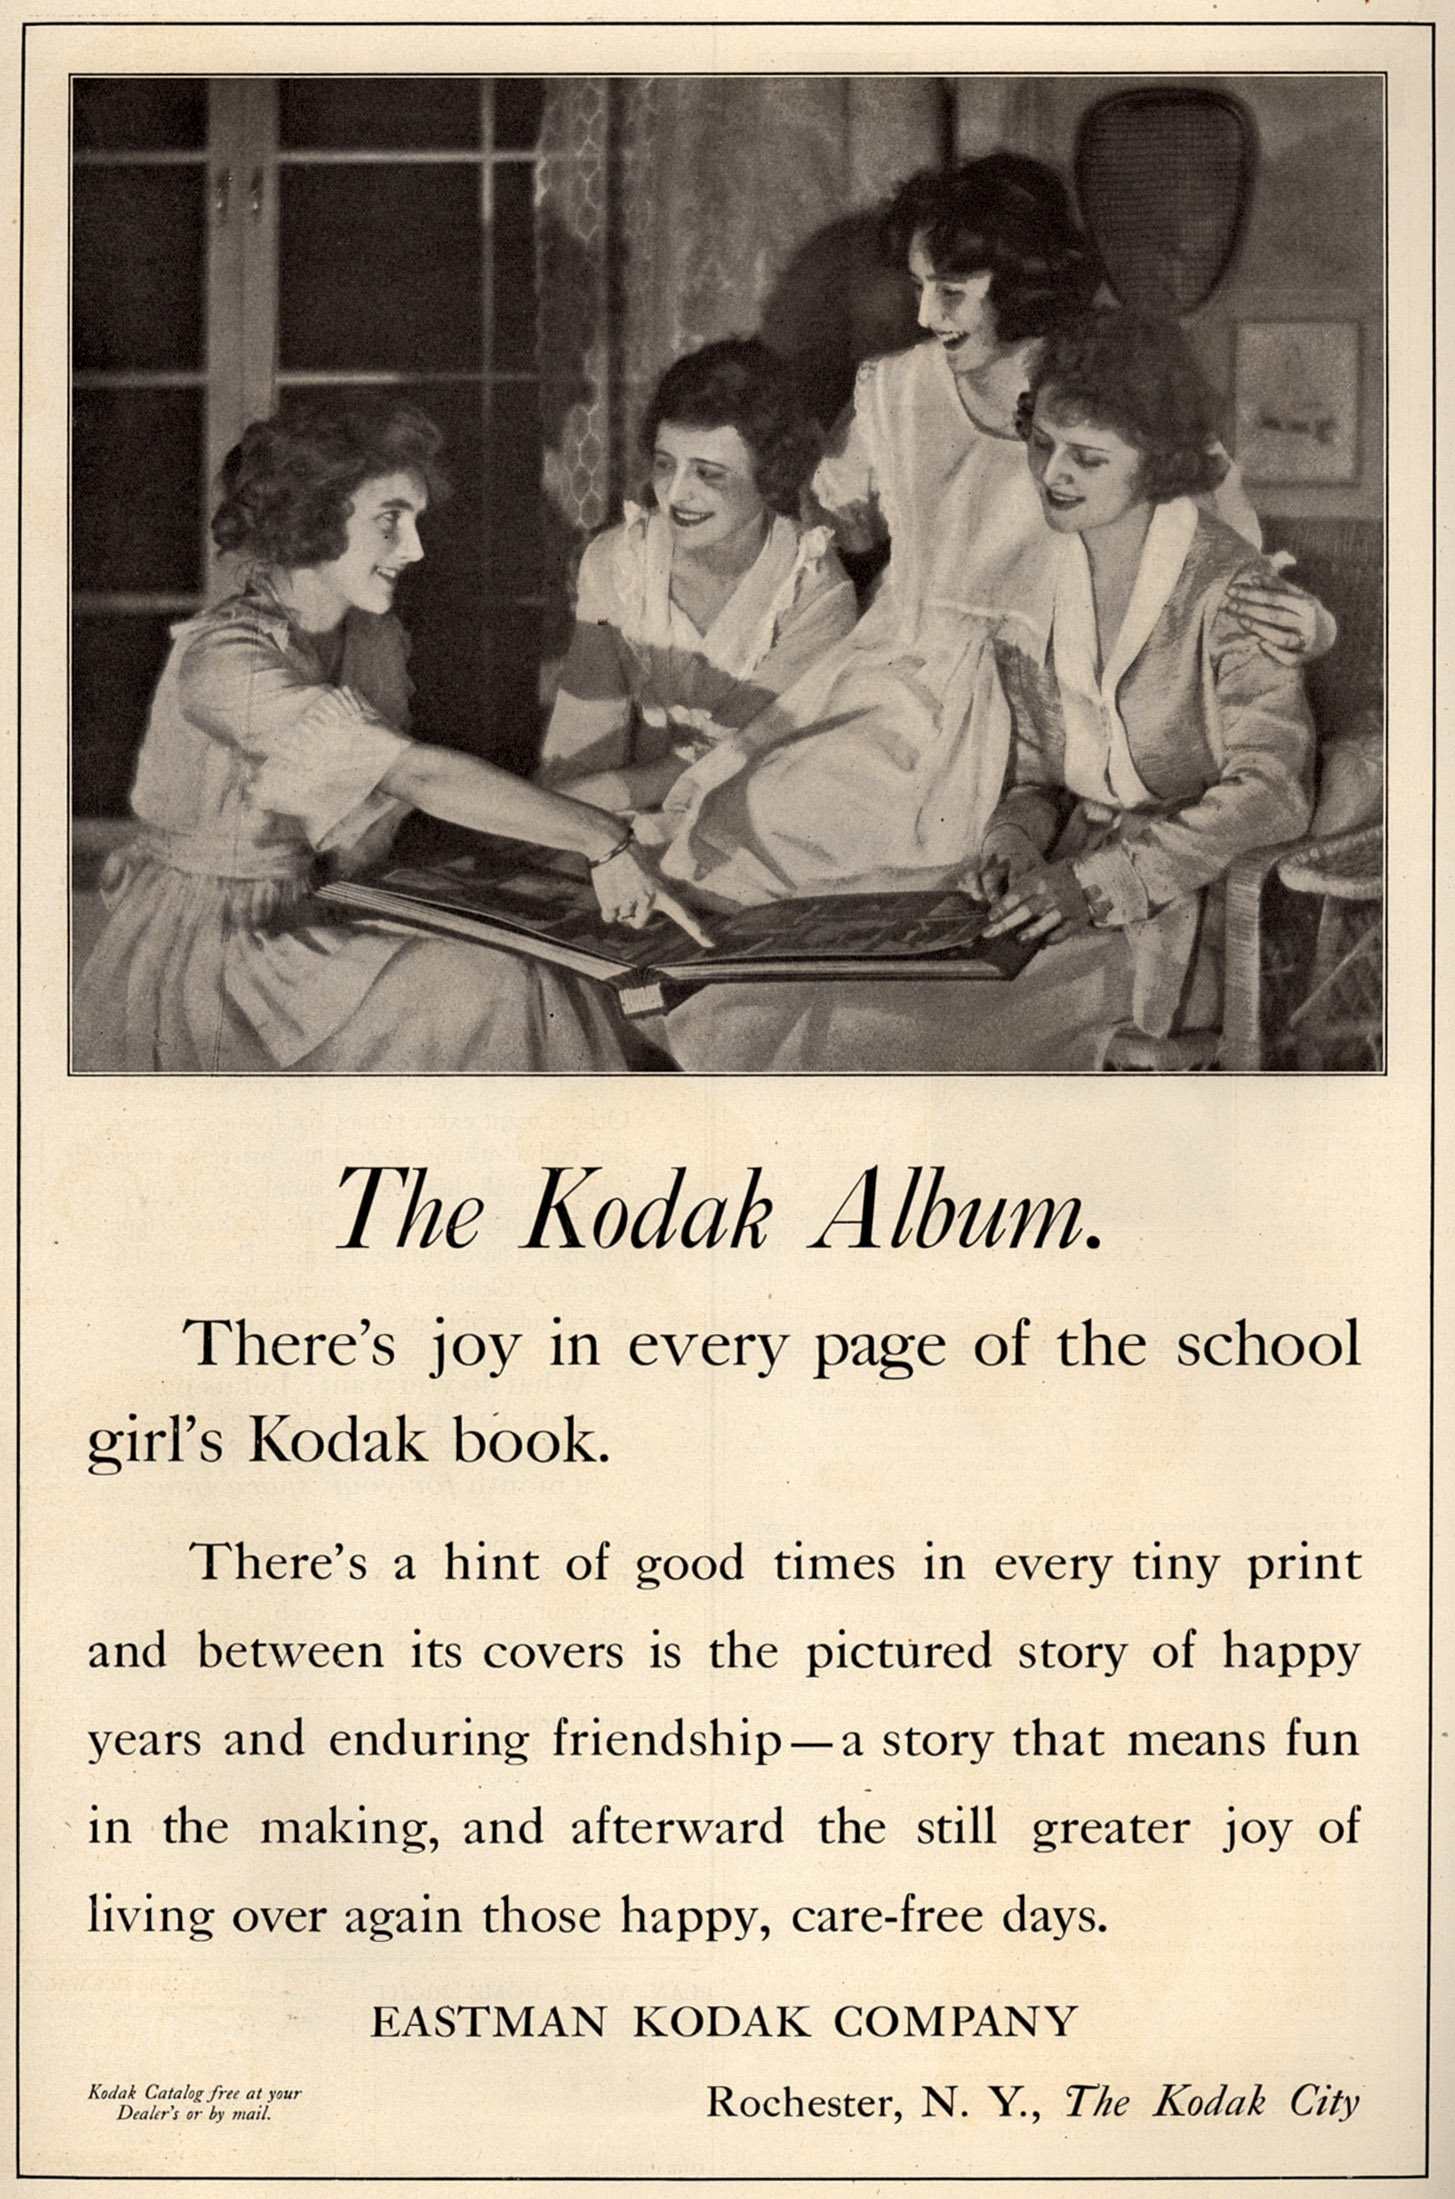 The Kodak Album.
There's joy in every page of the school
girl's Kodak book.
There's a hint of good times in every tiny print
and between its covers is the pictured story of happy
years and enduring friendship—a story that means fun
in the making, and afterward the still greater joy of
living over again those happy, care-free days.
EASTMAN KODAK COMPANY
Rochester, N. Y., The Kodak City
Kodak Catalog free at your
Dealer's or by mail.